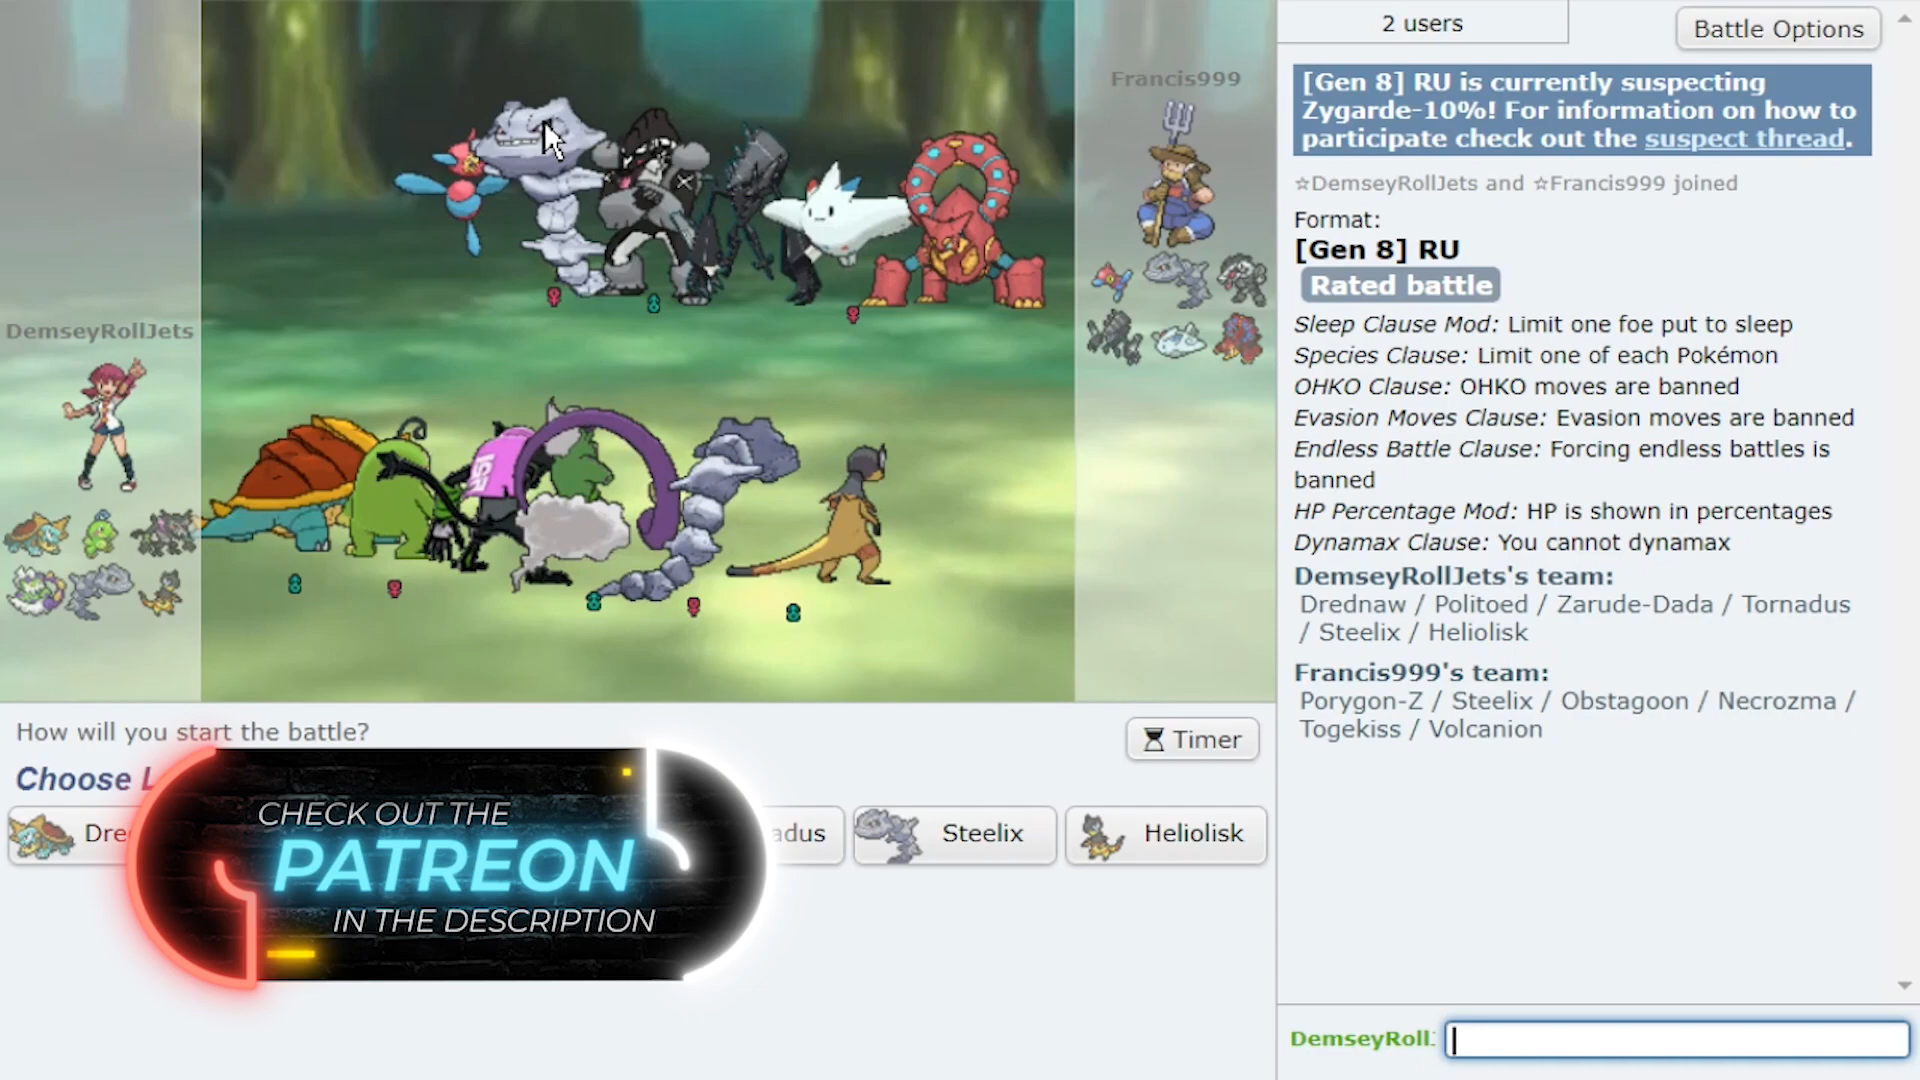 2 users
Battle Options
Francis999
[Gen 8] RU is currently suspecting
Zygarde-10%! For information on how to
participate check out the suspect thread.
☆DemseyRollJets and ☆Francis999 joined
Format:
[Gen 8] RU
Rated battle
Sleep Clause Mod: Limit one foe put to sleep
Species Clause: Limit one of each Pokémon
OHKO Clause: OHKO moves are banned
Evasion Moves Clause: Evasion moves are banned
Endless Battle Clause: Forcing endless battles is
banned
HP Percentage Mod: HP is shown in percentages
Dynamax Clause: You cannot dynamax
DemseyRollJets's team:
Drednaw / Politoed / Zarude-Dada / Tornadus
/ Steelix / Heliolisk
Francis999's team:
Porygon-Z / Steelix / Obstagoon / Necrozma /
Togekiss / Volcanion
DemseyRollJets
How will you start the battle?
Timer
Choose L
Dre
adus
Steelix
Heliolisk
CHECK OUT THE
PATREON
IN THE DESCRIPTION
DemseyRoll